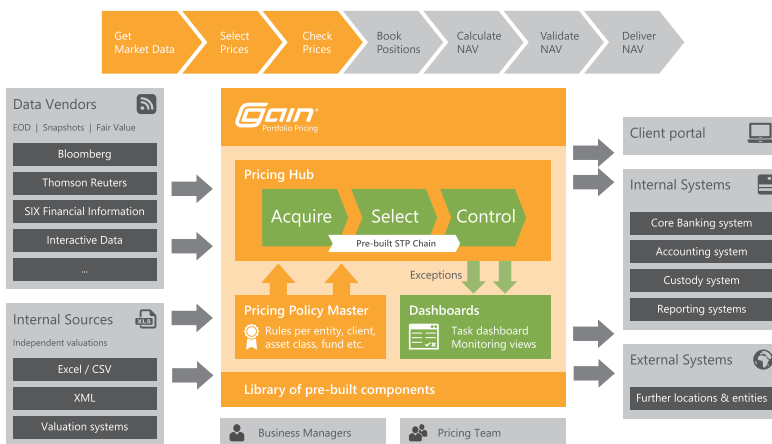 Get
Market Data
Select
Prices
Check
Prices
Book
Positions
Calculate
NAV
Validate
NAV
Deliver
NAV
Data Vendors
EOD | Snapshots | Fair Value
Bloomberg
Thomson Reuters
SIX Financial Information
Interactive Data
...
Internal Sources
XLS
Independent valuations
Excel / CSV
XML
Valuation systems
Gain
Portfolio Pricing
Pricing Hub
Acquire
Select
Control
Pre-built STP Chain
Exceptions
Pricing Policy Master
Rules per entity, client,
asset class, fund etc.
Dashboards
Task dashboard
Monitoring views
Library of pre-built components
Business Managers
Pricing Team
Client portal
Internal Systems
Core Banking system
Accounting system
Custody system
Reporting systems
External Systems
Further locations & entities